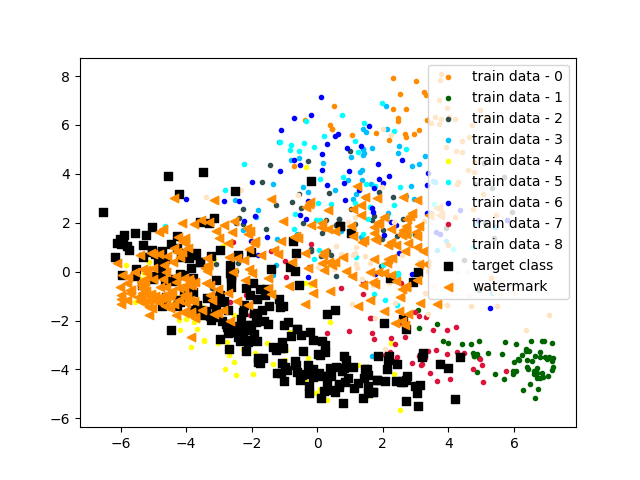 8
6
4
2
0
−2
−4
−6
−6
−4
−2
0
2
4
6
train data - 0
train data - 1
train data - 2
train data - 3
train data - 4
train data - 5
train data - 6
train data - 7
train data - 8
target class
watermark